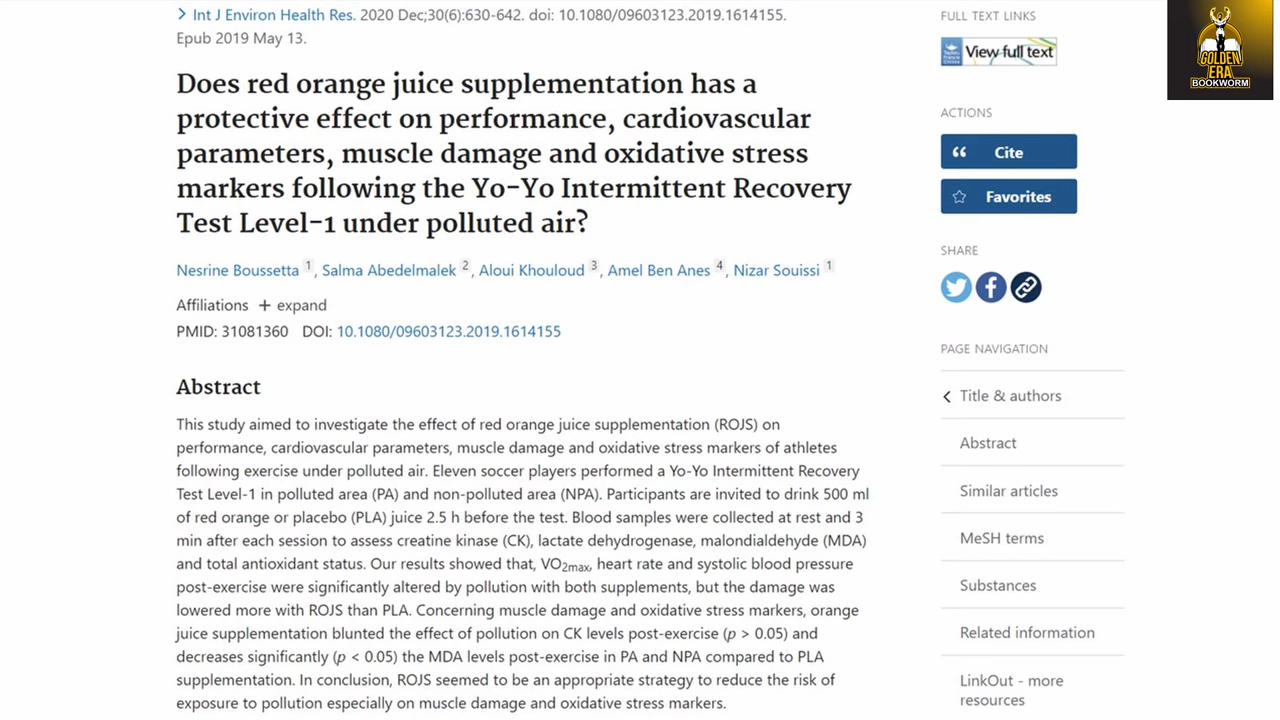 Int J Environ Health Res. 2020 Dec;30(6):630-642. doi: 10.1080/09603123.2019.1614155.
Epub 2019 May 13.
Does red orange juice supplementation has a
protective effect on performance, cardiovascular
parameters, muscle damage and oxidative stress
markers following the Yo-Yo Intermittent Recovery
Test Level-1 under polluted air?
Nesrine Boussetta 1, Salma Abedelmalek 2, Aloui Khouloud 3, Amel Ben Anes 4, Nizar Souissi 1
Affiliations + expand
PMID: 31081360 DOI: 10.1080/09603123.2019.1614155
Abstract
This study aimed to investigate the effect of red orange juice supplementation (ROJS) on
performance, cardiovascular parameters, muscle damage and oxidative stress markers of athletes
following exercise under polluted air. Eleven soccer players performed a Yo-Yo Intermittent Recovery
Test Level-1 in polluted area (PA) and non-polluted area (NPA). Participants are invited to drink 500 ml
of red orange or placebo (PLA) juice 2.5 h before the test. Blood samples were collected at rest and 3
min after each session to assess creatine kinase (CK), lactate dehydrogenase, malondialdehyde (MDA)
and total antioxidant status. Our results showed that, VO2max, heart rate and systolic blood pressure
post-exercise were significantly altered by pollution with both supplements, but the damage was
lowered more with ROJS than PLA. Concerning muscle damage and oxidative stress markers, orange
juice supplementation blunted the effect of pollution on CK levels post-exercise (p > 0.05) and
decreases significantly (p < 0.05) the MDA levels post-exercise in PA and NPA compared to PLA
supplementation. In conclusion, ROJS seemed to be an appropriate strategy to reduce the risk of
exposure to pollution especially on muscle damage and oxidative stress markers.
FULL TEXT LINKS
View full text
ACTIONS
Cite
Favorites
SHARE
PAGE NAVIGATION
Title & authors
Abstract
Similar articles
MeSH terms
Substances
Related information
LinkOut - more
resources
GOLDEN
ERA
BOOKWORM